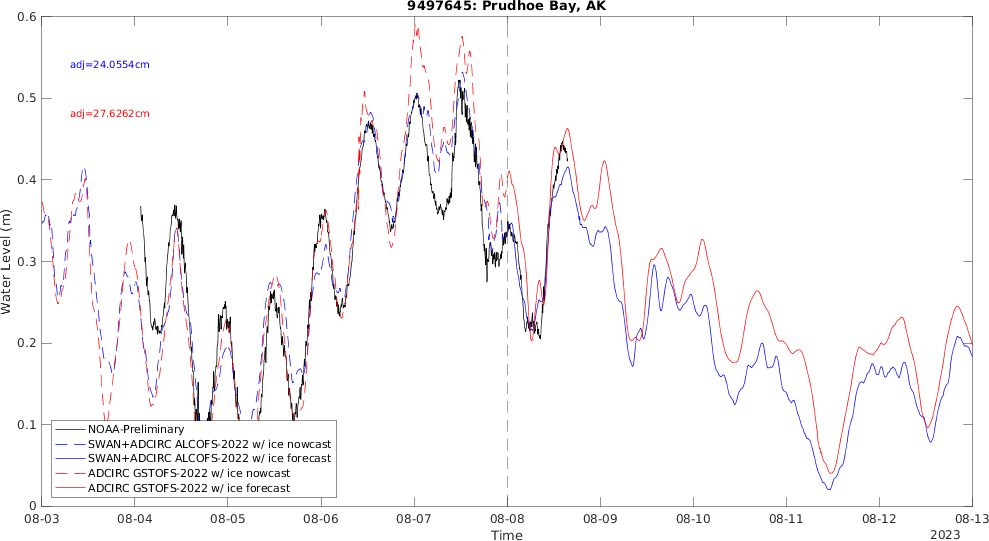 9497645: Prudhoe Bay, AK
0.6
adj=24.0554cm
0.5
adj=27.6262cm
0.4
0.3
0.2
0.1
0
Water Level (m)
NOAA-Preliminary
SWAN+ADCIRC ALCOFS-2022 w/ ice nowcast
SWAN+ADCIRC ALCOFS-2022 w/ ice forecast
ADCIRC GSTOFS-2022 w/ ice nowcast
ADCIRC GSTOFS-2022 w/ ice forecast
08-03 08-04 08-05 08-06 08-07 08-08 08-09 08-10 08-11 08-12 08-13
Time
2023